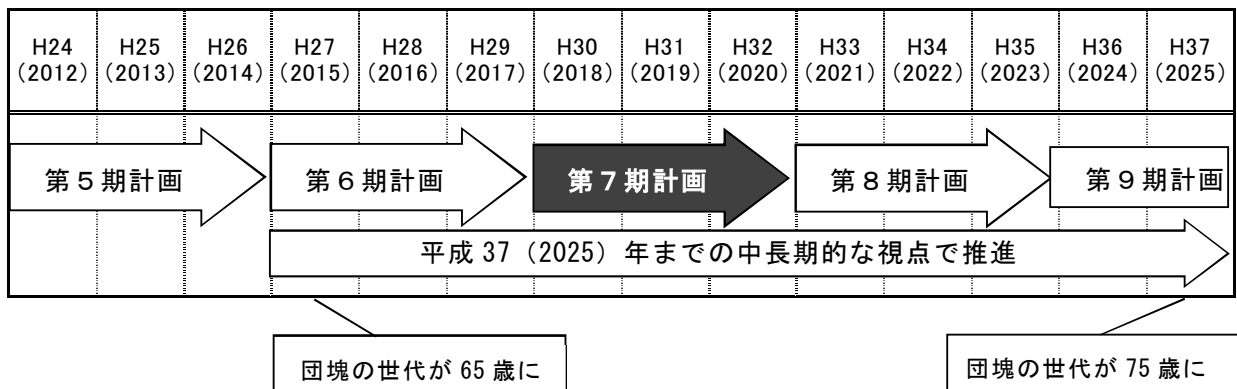 H24 H25 H26 H27 H28 H29 H30 H31 H32 H33 H34 H35 H36 H37
（2012） （2013） （2014） （2015） （2016） （2017） （2018） （2019） （2020） （2021） （2022） （2023） （2024） （2025）
第５期計画 第６期計画 第７期計画 第８期計画 第９期計画
平成 37（2025）年までの中長期的な視点で推進
団塊の世代が 65 歳に 団塊の世代が 75 歳に